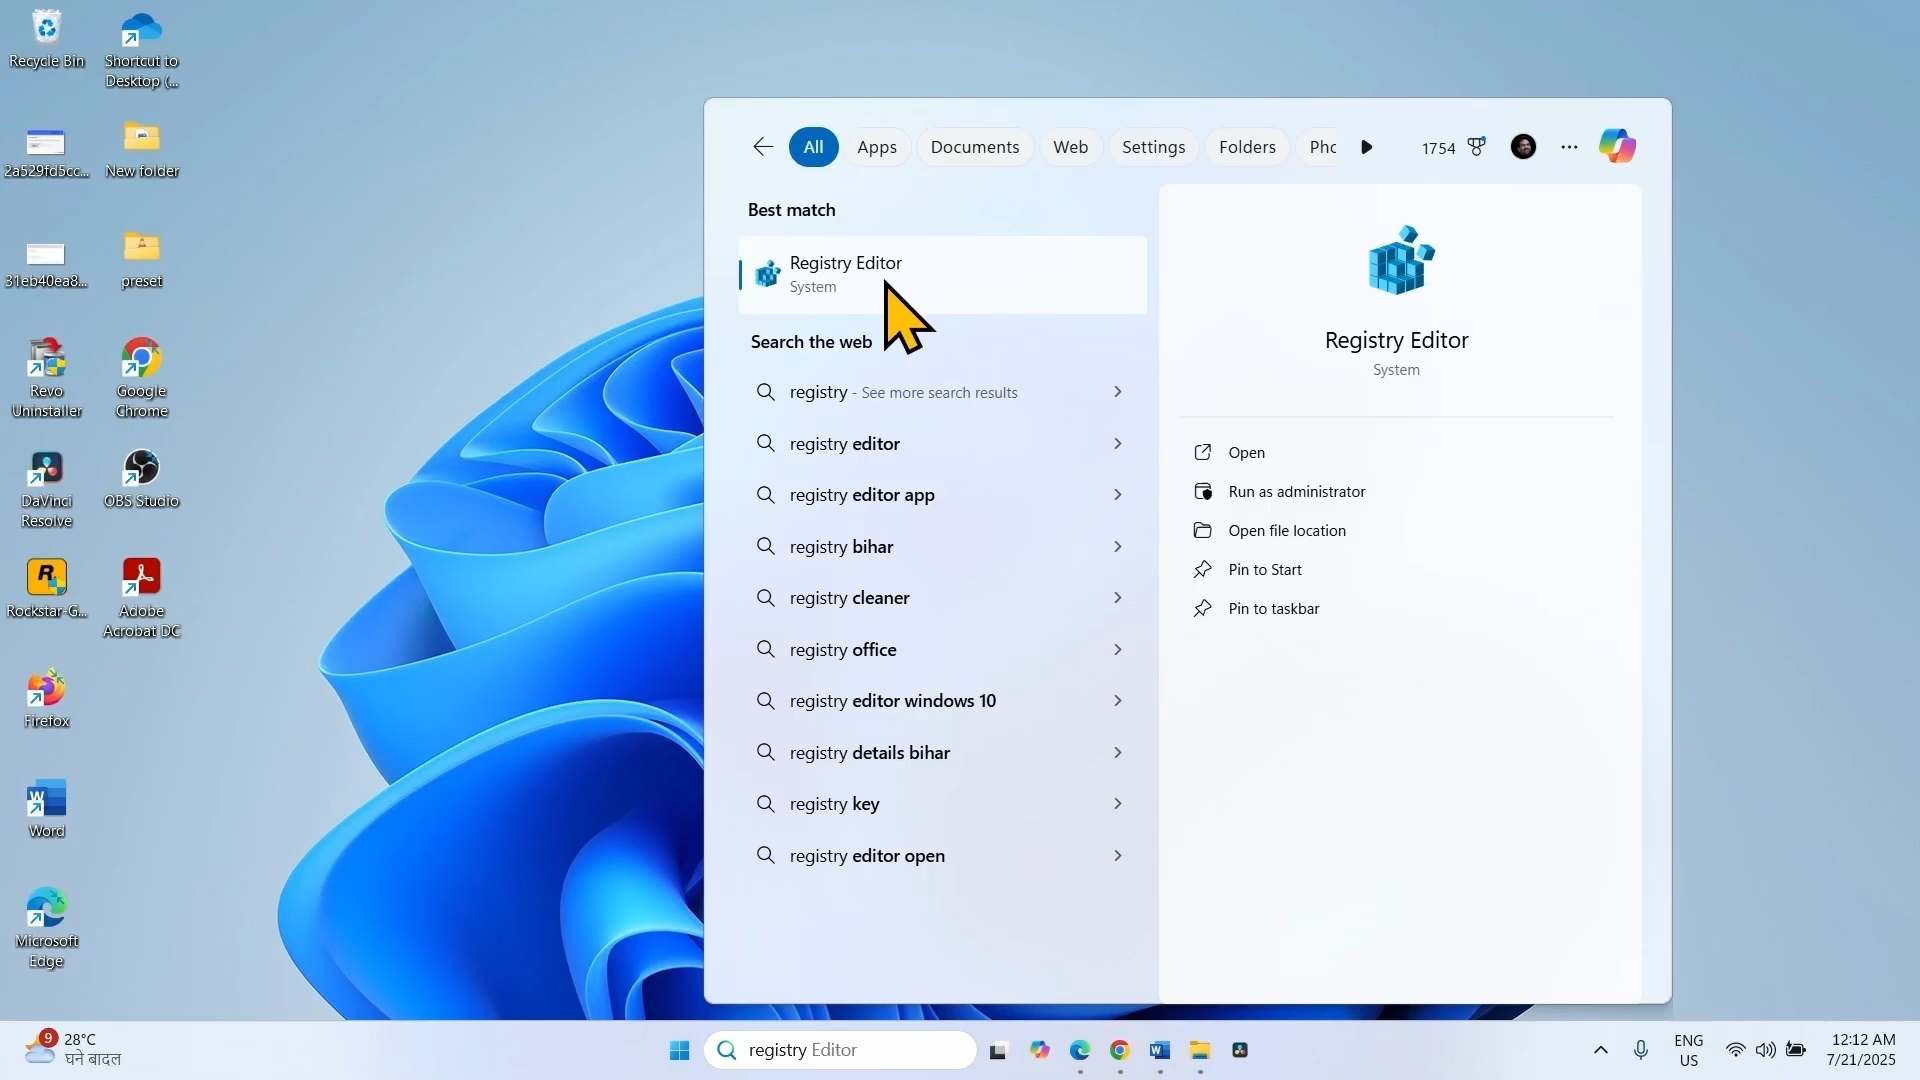 Recycle Bin
Shortcut to
Desktop (...
2a529fd5cc...
New folder
31eb40ea8...
preset
Revo
Uninstaller
Google
Chrome
DaVinci
Resolve
OBS Studio
Rockstar-G...
Adobe
Acrobat DC
Firefox
Word
Microsoft
Edge
All
Apps
Documents
Web
Settings
Folders
Phc
1754
Best match
Registry Editor
System
Search the web
registry - See more search results
registry editor
registry editor app
registry bihar
registry cleaner
registry office
registry editor windows 10
registry details bihar
registry key
registry editor open
Registry Editor
System
Open
Run as administrator
Open file location
Pin to Start
Pin to taskbar
9
28°C
घने बादल
registry Editor
ENG
US
12:12 AM
7/21/2025